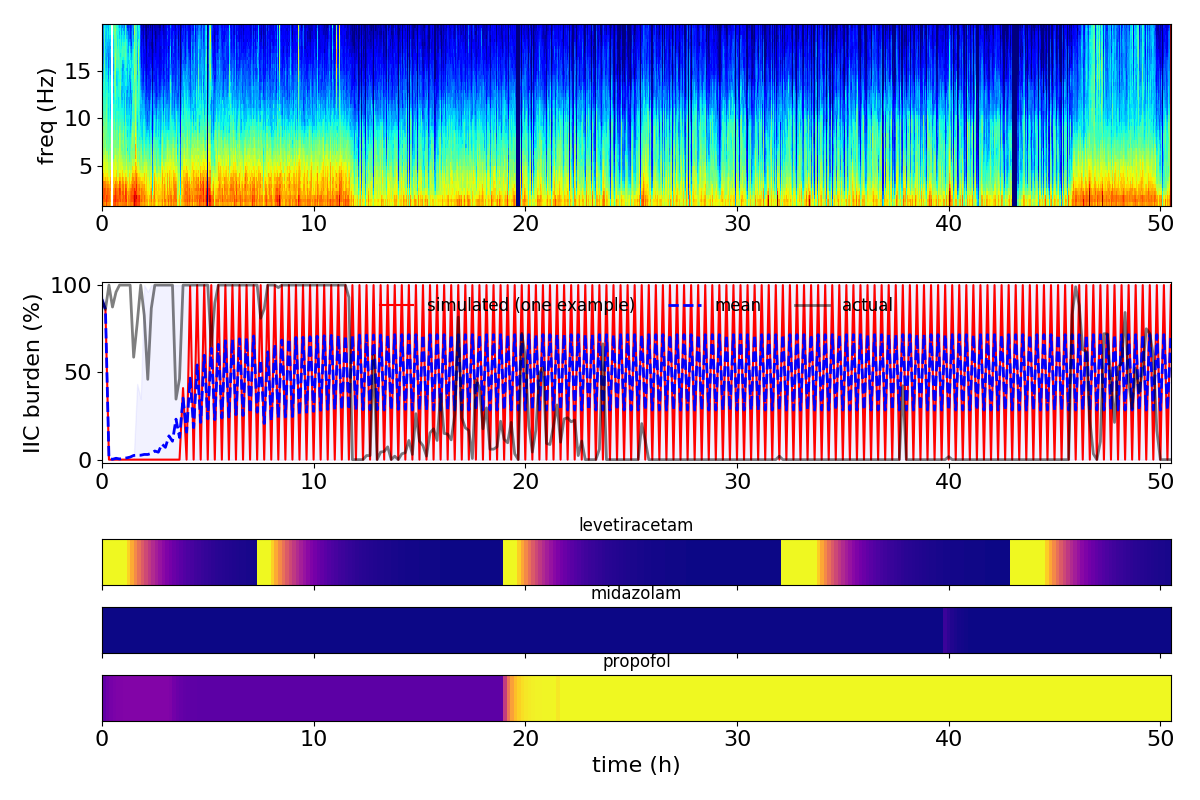 freq (Hz)
15
10
5
0 10 20 30 40 50
IIC burden (%)
100
50
0
simulated (one example) mean actual
0 10 20 30 40 50
levetiracetam
midazolam
propofol
0 10 20 30 40 50
time (h)